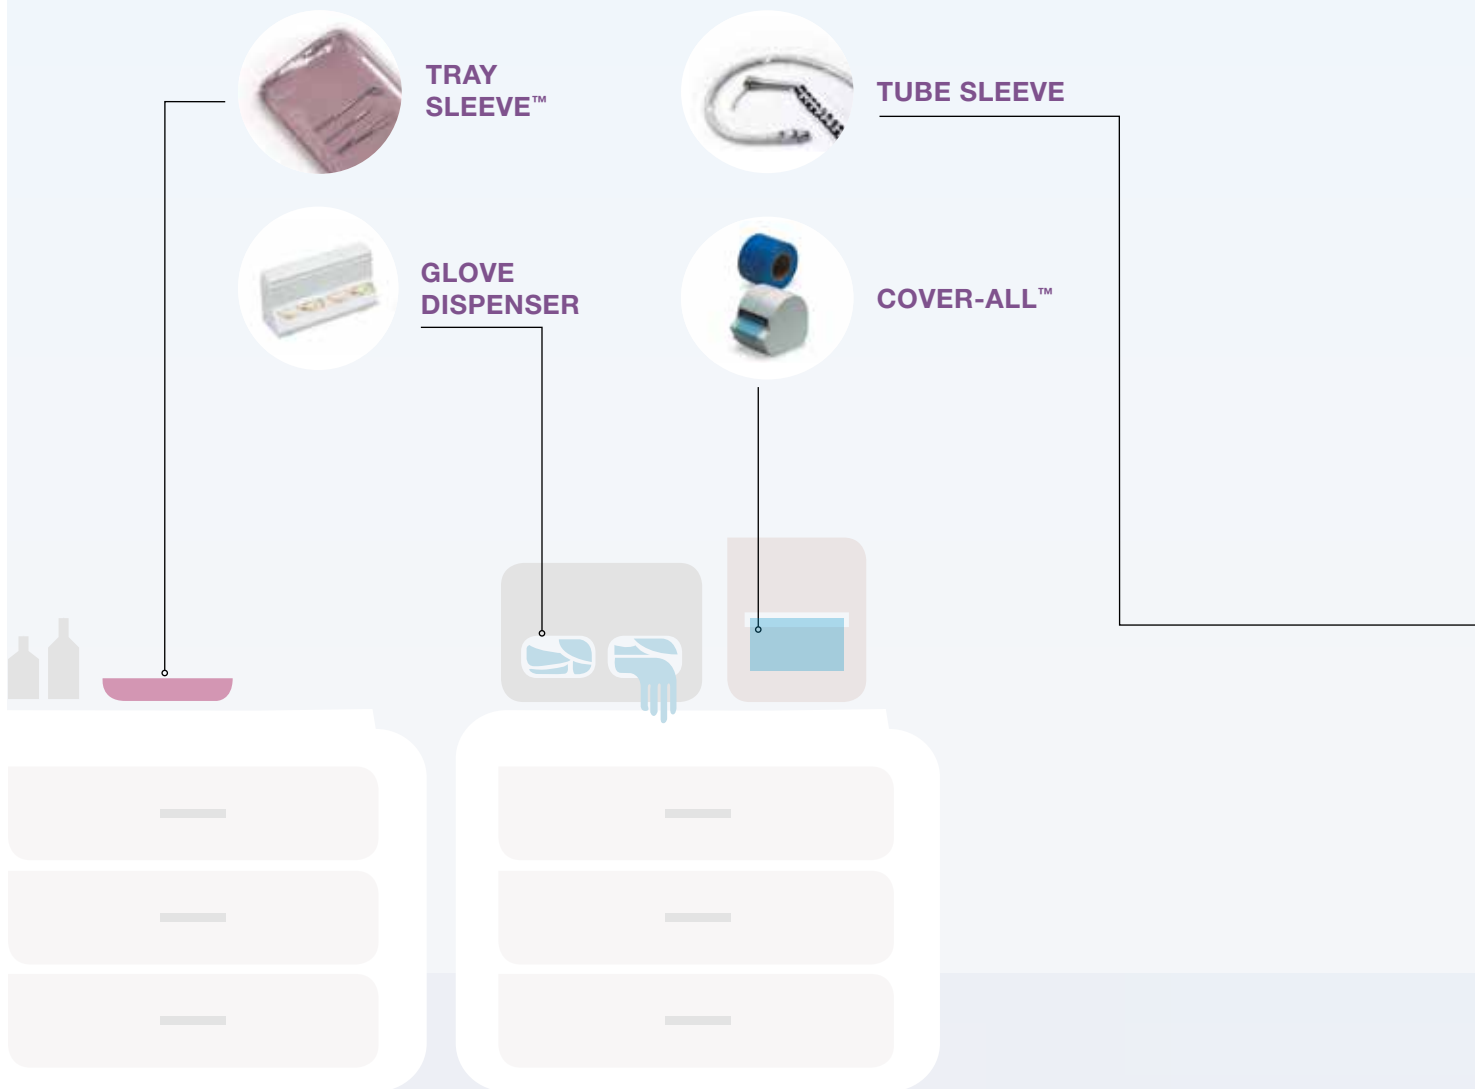 TRAY
SLEEVE™
TUBE SLEEVE
GLOVE
DISPENSER
COVER-ALL™